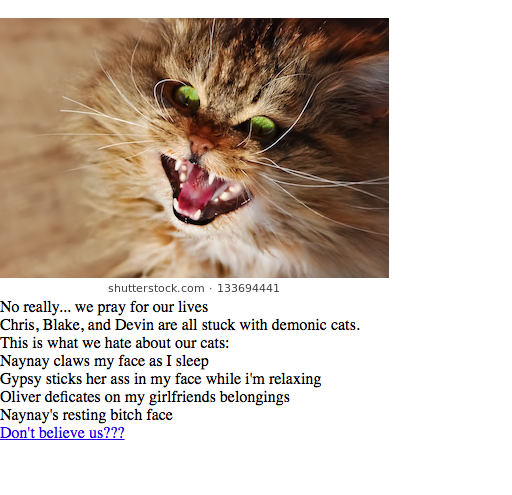 shutterstock.com · 133694441
No really... we pray for our lives
Chris, Blake, and Devin are all stuck with demonic cats.
This is what we hate about our cats:
Naynay claws my face as I sleep
Gypsy sticks her ass in my face while i'm relaxing
Oliver deficates on my girlfriends belongings
Naynay's resting bitch face
Don't believe us???